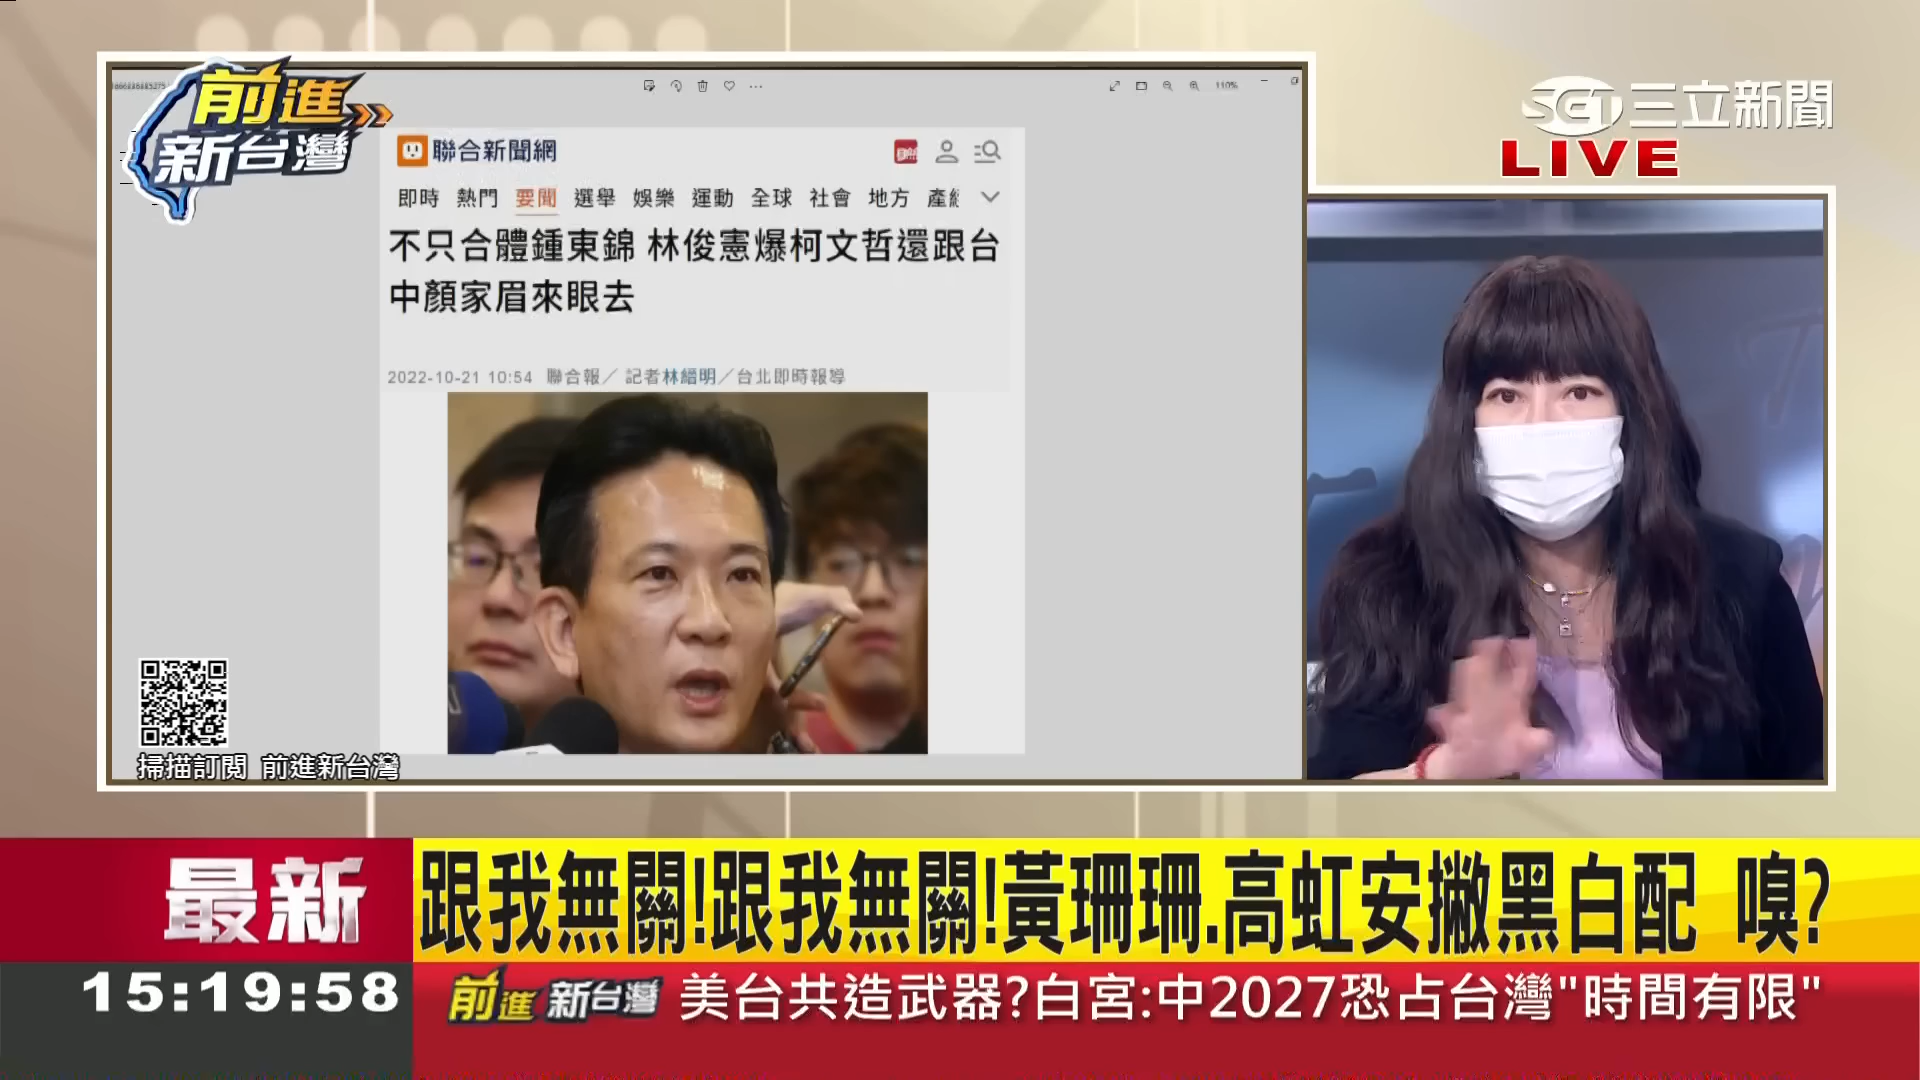 前進
新台灣
110%
SET三立新聞
LIVE
聯合新聞網
即時 熱門 要聞 選舉 娛樂 運動 全球 社會 地方
不只合體鍾東錦 林俊憲爆柯文哲還跟台
中顏家眉來眼去
2022-10-21 10:54 聯合報／ 記者林縉明／台北即時報導
掃描訂閱 前進新台灣
最新
跟我無關!跟我無關!黃珊珊.高虹安撇黑白配 嗅?
15:19:58
前進新台灣 美台共造武器?白宮:中2027恐占台灣"時間有限"